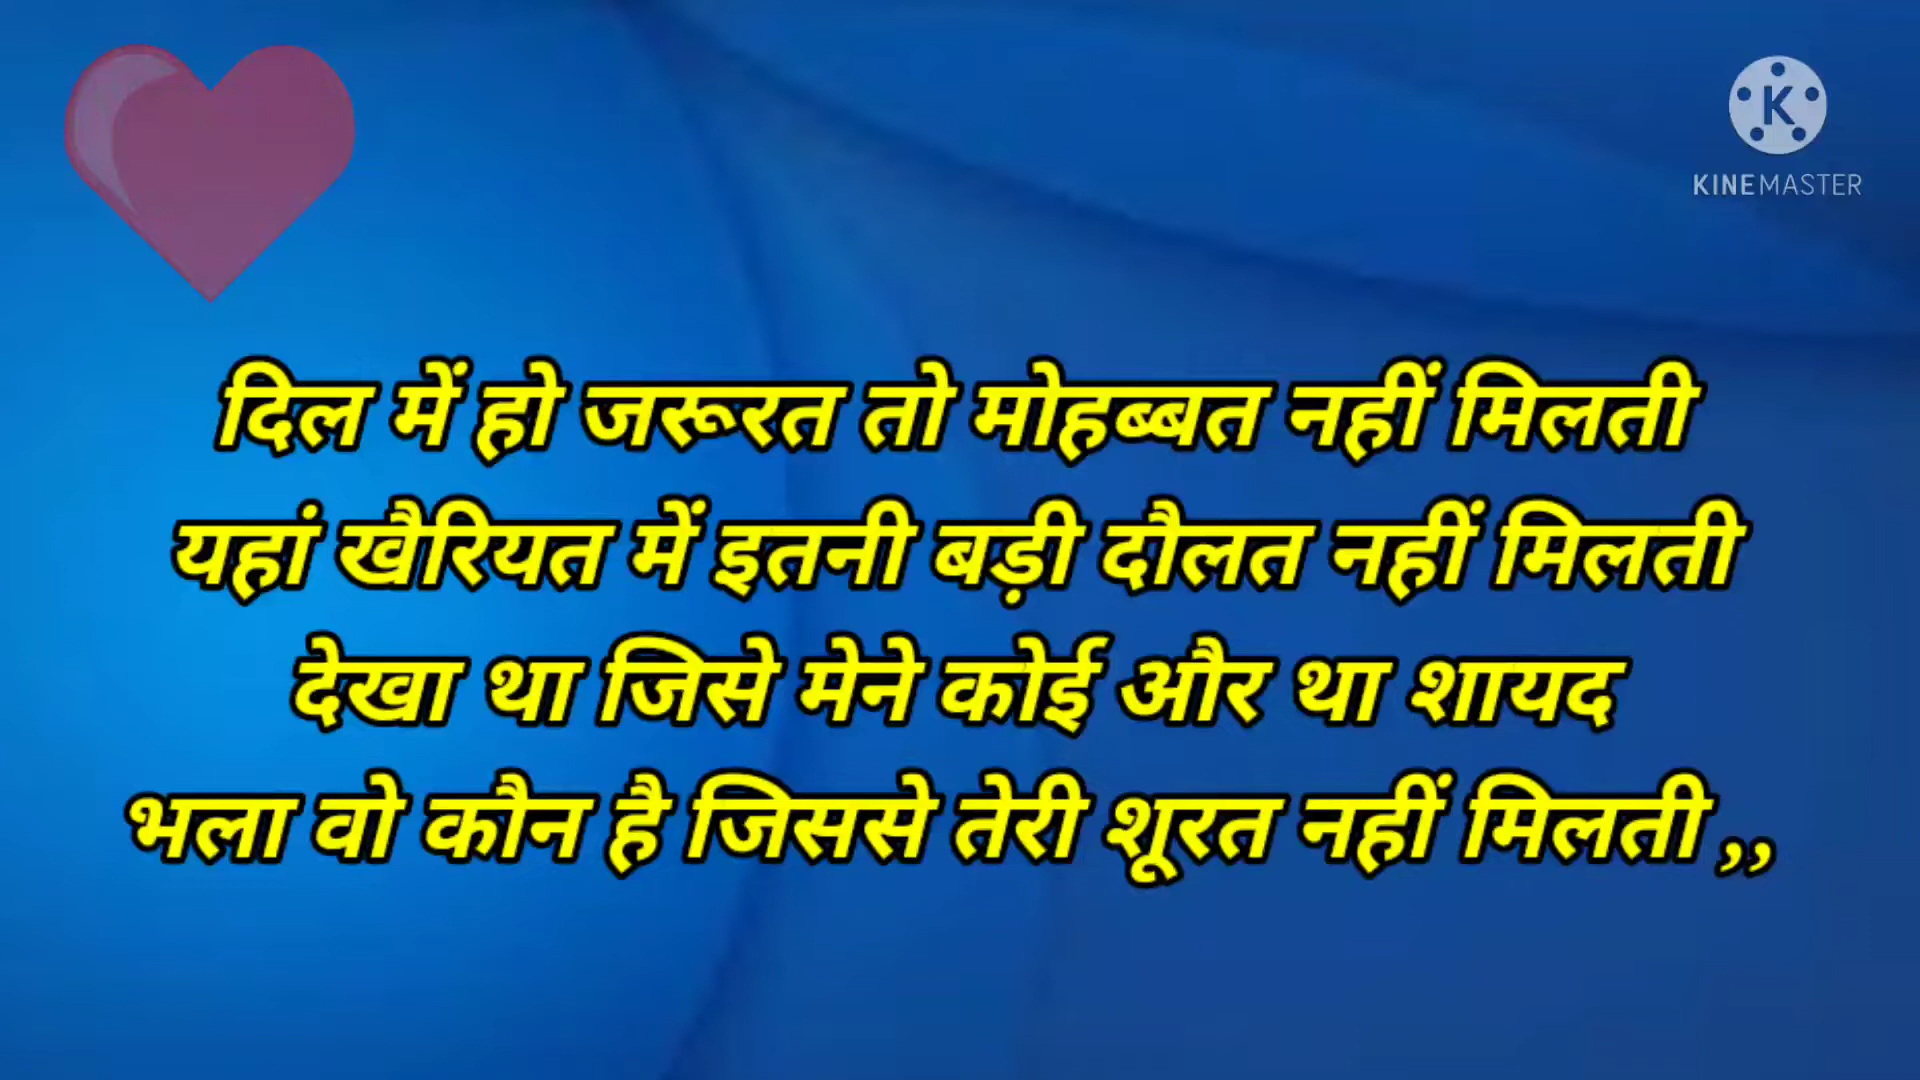 KINEMASTER
दिल में हो जरूरत तो मोहब्बत नहीं मिलती
यहां खैरियत में इतनी बड़ी दौलत नहीं मिलती
देखा था जिसे मेने कोई और था शायद
भला वो कौन है जिससे तेरी शूरत नहीं मिलती ,,